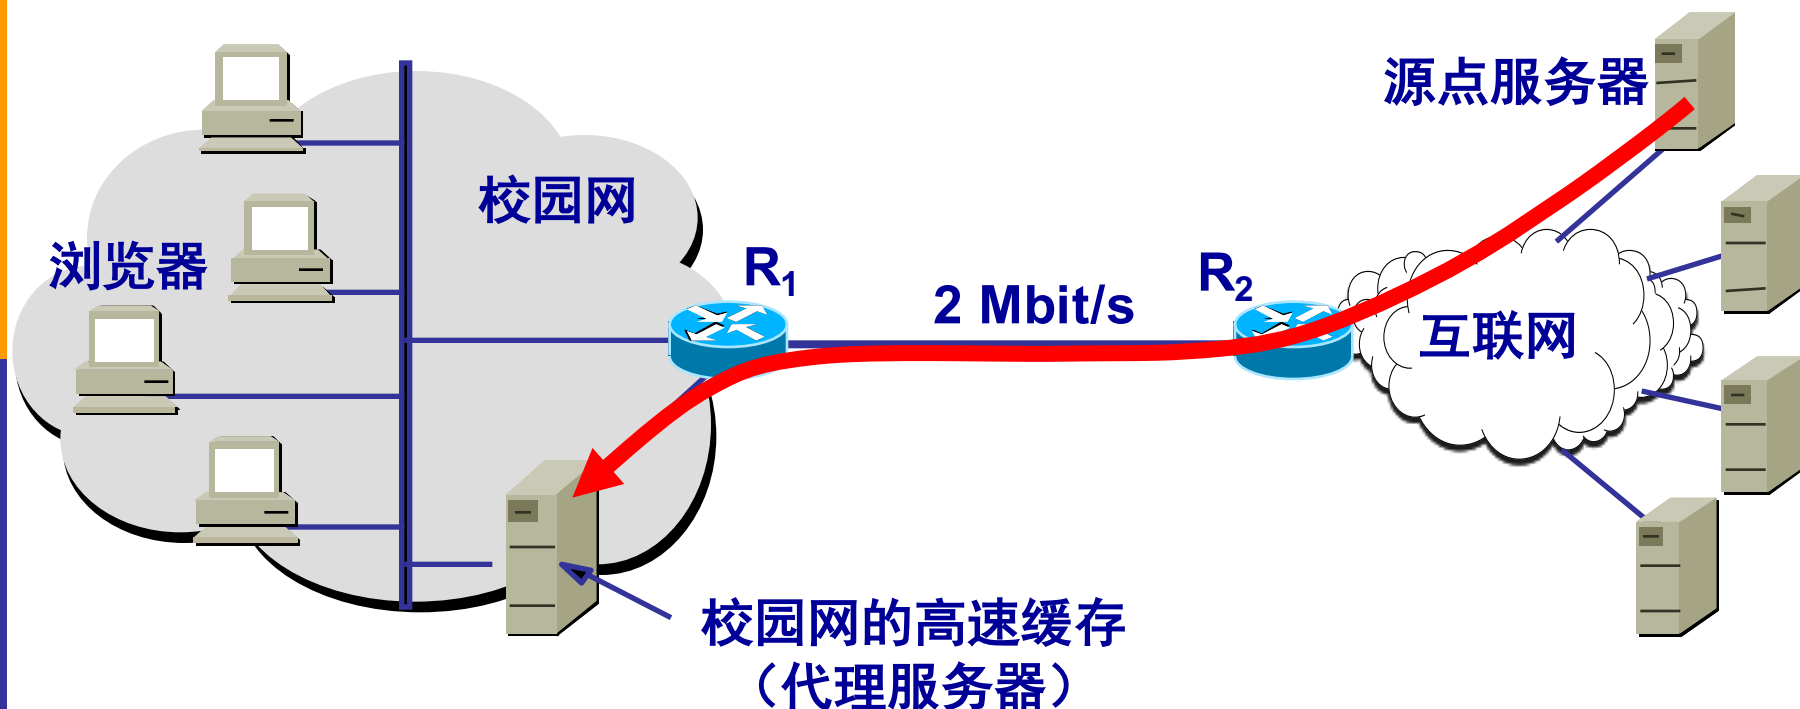 源点服务器
校园网
浏览器
R1
2 Mbit/s
R2
互联网
校园网的高速缓存
（代理服务器）